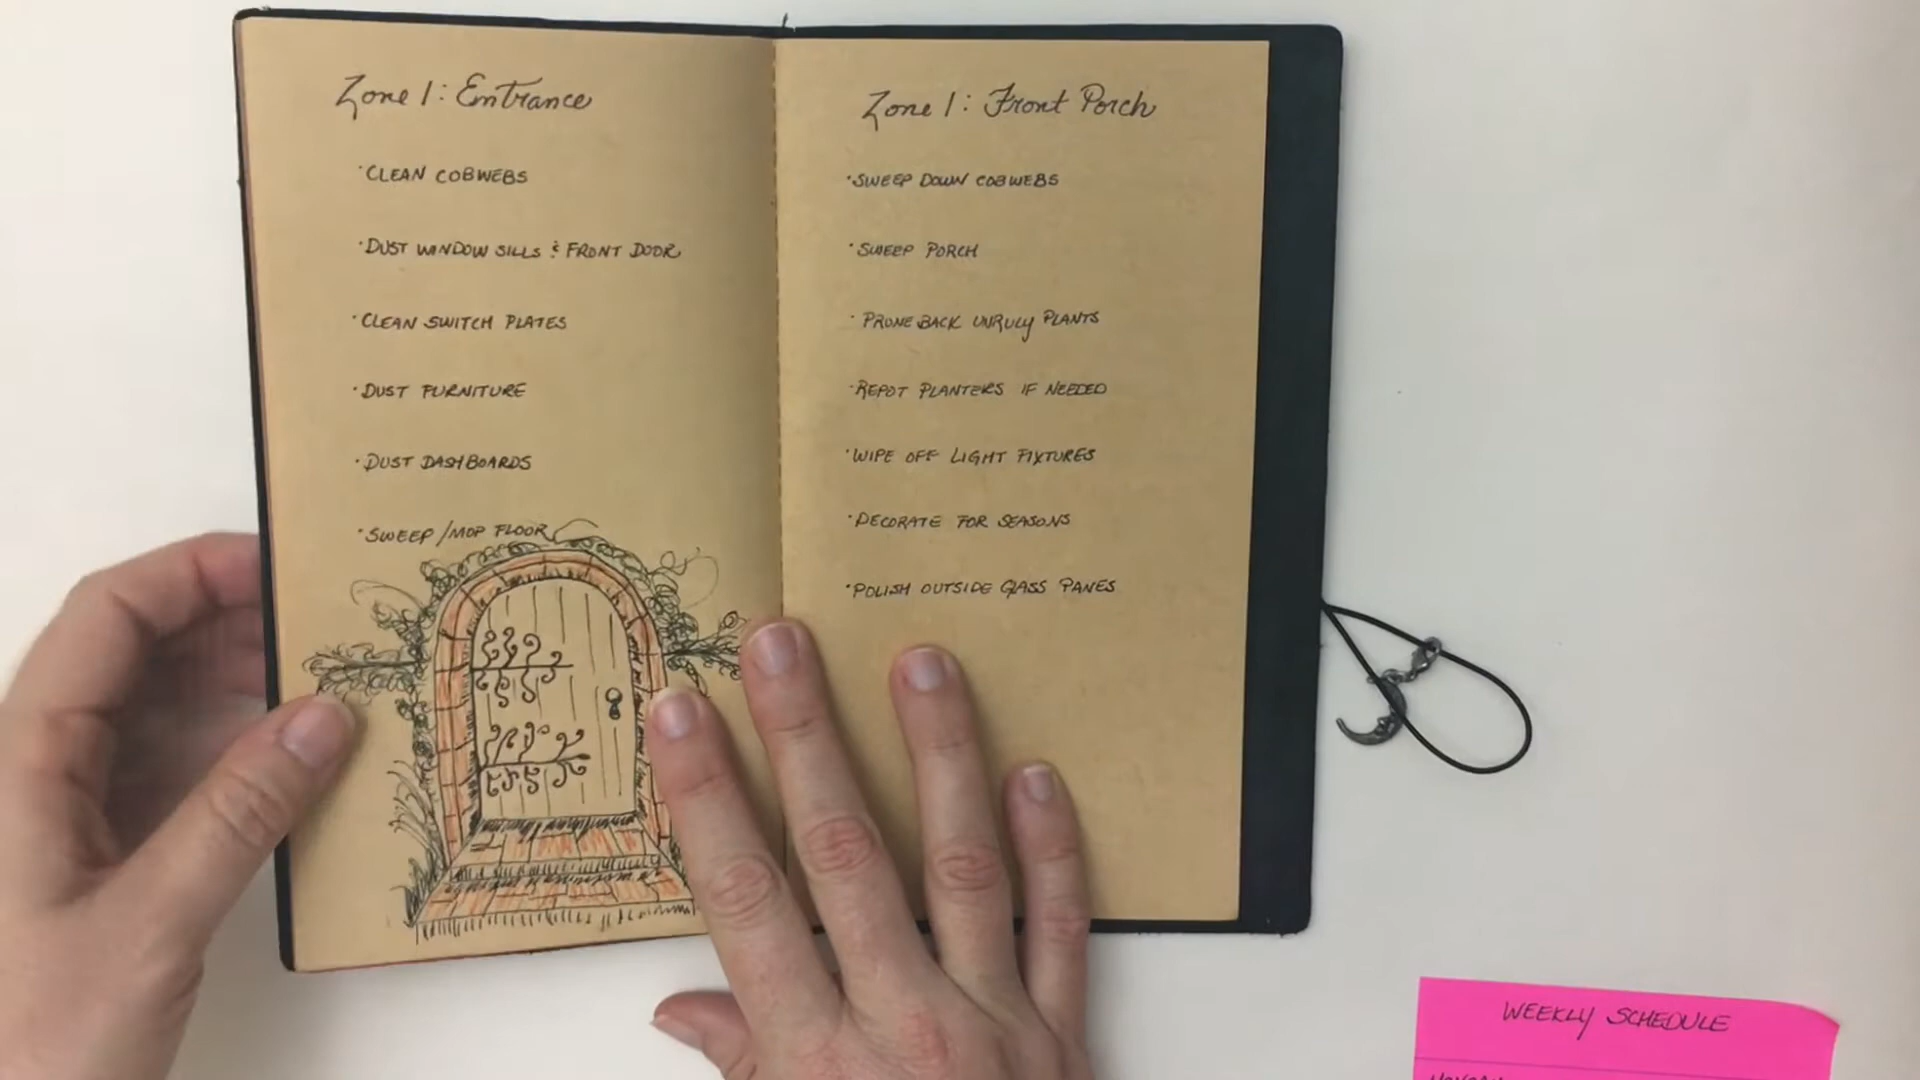 Zone 1: Entrance
·CLEAN COBWEBS
·DUST WINDOW SILLS & FRONT DOOR
·CLEAN SWITCH PLATES
·DUST FURNITURE
·DUST DASHBOARDS
·SWEEP/MOP FLOOR
Zone 1: Front Porch
·SWEEP DOWN COBWEBS
·SWEEP PORCH
·PRUNE BACK UNRULY PLANTS
·REPOT PLANTERS IF NEEDED
·WIPE OFF LIGHT FIXTURES
·DECORATE FOR SEASONS
·POLISH OUTSIDE GLASS PANES
WEEKLY SCHEDULE